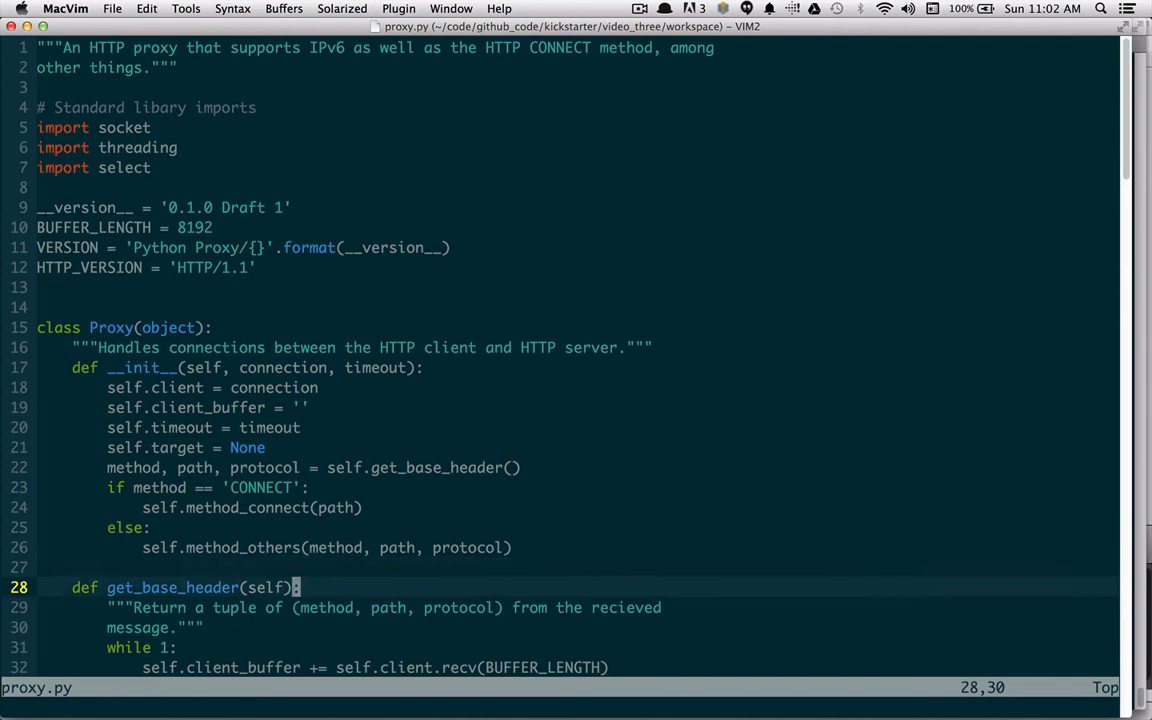 MacVim File Edit Tools Syntax Buffers Solarized Plugin Window Help 3 100% Sun 11:02 AM
proxy.py (~/code/github_code/kickstarter/video_three/workspace) – VIM2
1 """An HTTP proxy that supports IPv6 as well as the HTTP CONNECT method, among
2 other things."""
3
4 # Standard libary imports
5 import socket
6 import threading
7 import select
8
9 __version__ = '0.1.0 Draft 1'
10 BUFFER_LENGTH = 8192
11 VERSION = 'Python Proxy/{}'.format(__version__)
12 HTTP_VERSION = 'HTTP/1.1'
13
14
15 class Proxy(object):
16     """Handles connections between the HTTP client and HTTP server."""
17     def __init__(self, connection, timeout):
18         self.client = connection
19         self.client_buffer = ''
20         self.timeout = timeout
21         self.target = None
22         method, path, protocol = self.get_base_header()
23         if method == 'CONNECT':
24             self.method_connect(path)
25         else:
26             self.method_others(method, path, protocol)
27
28     def get_base_header(self):
29         """Return a tuple of (method, path, protocol) from the recieved
30         message."""
31         while 1:
32             self.client_buffer += self.client.recv(BUFFER_LENGTH)
proxy.py 28,30 Top